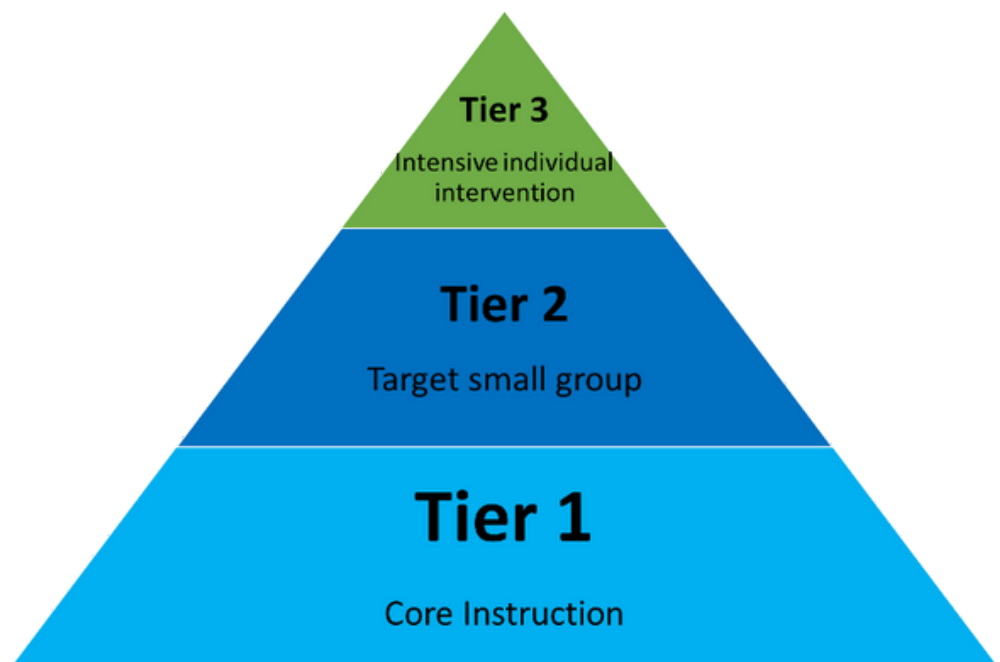 Tier 3
Intensive individual
intervention
Tier 2
Target small group
Tier 1
Core Instruction